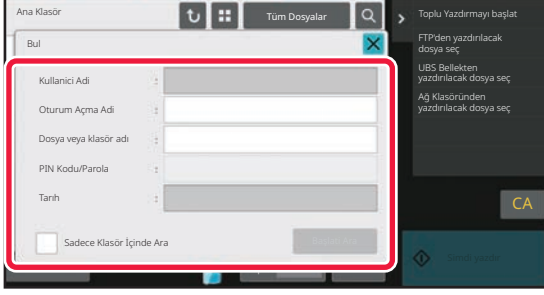 Ana Klasör
Tüm Dosyalar
Toplu Yazdırmayı başlat
FTP'den yazdırılacak
dosya seç
UBS Bellekten
yazdırılacak dosya seç
Ağ Klasöründen
yazdırılacak dosya seç
Bul
Kullanici Adi :
Oturum Açma Adi :
Dosya veya klasör adı :
PIN Kodu/Parola :
Tarıh :
Sadece Klasör İçinde Ara
CA